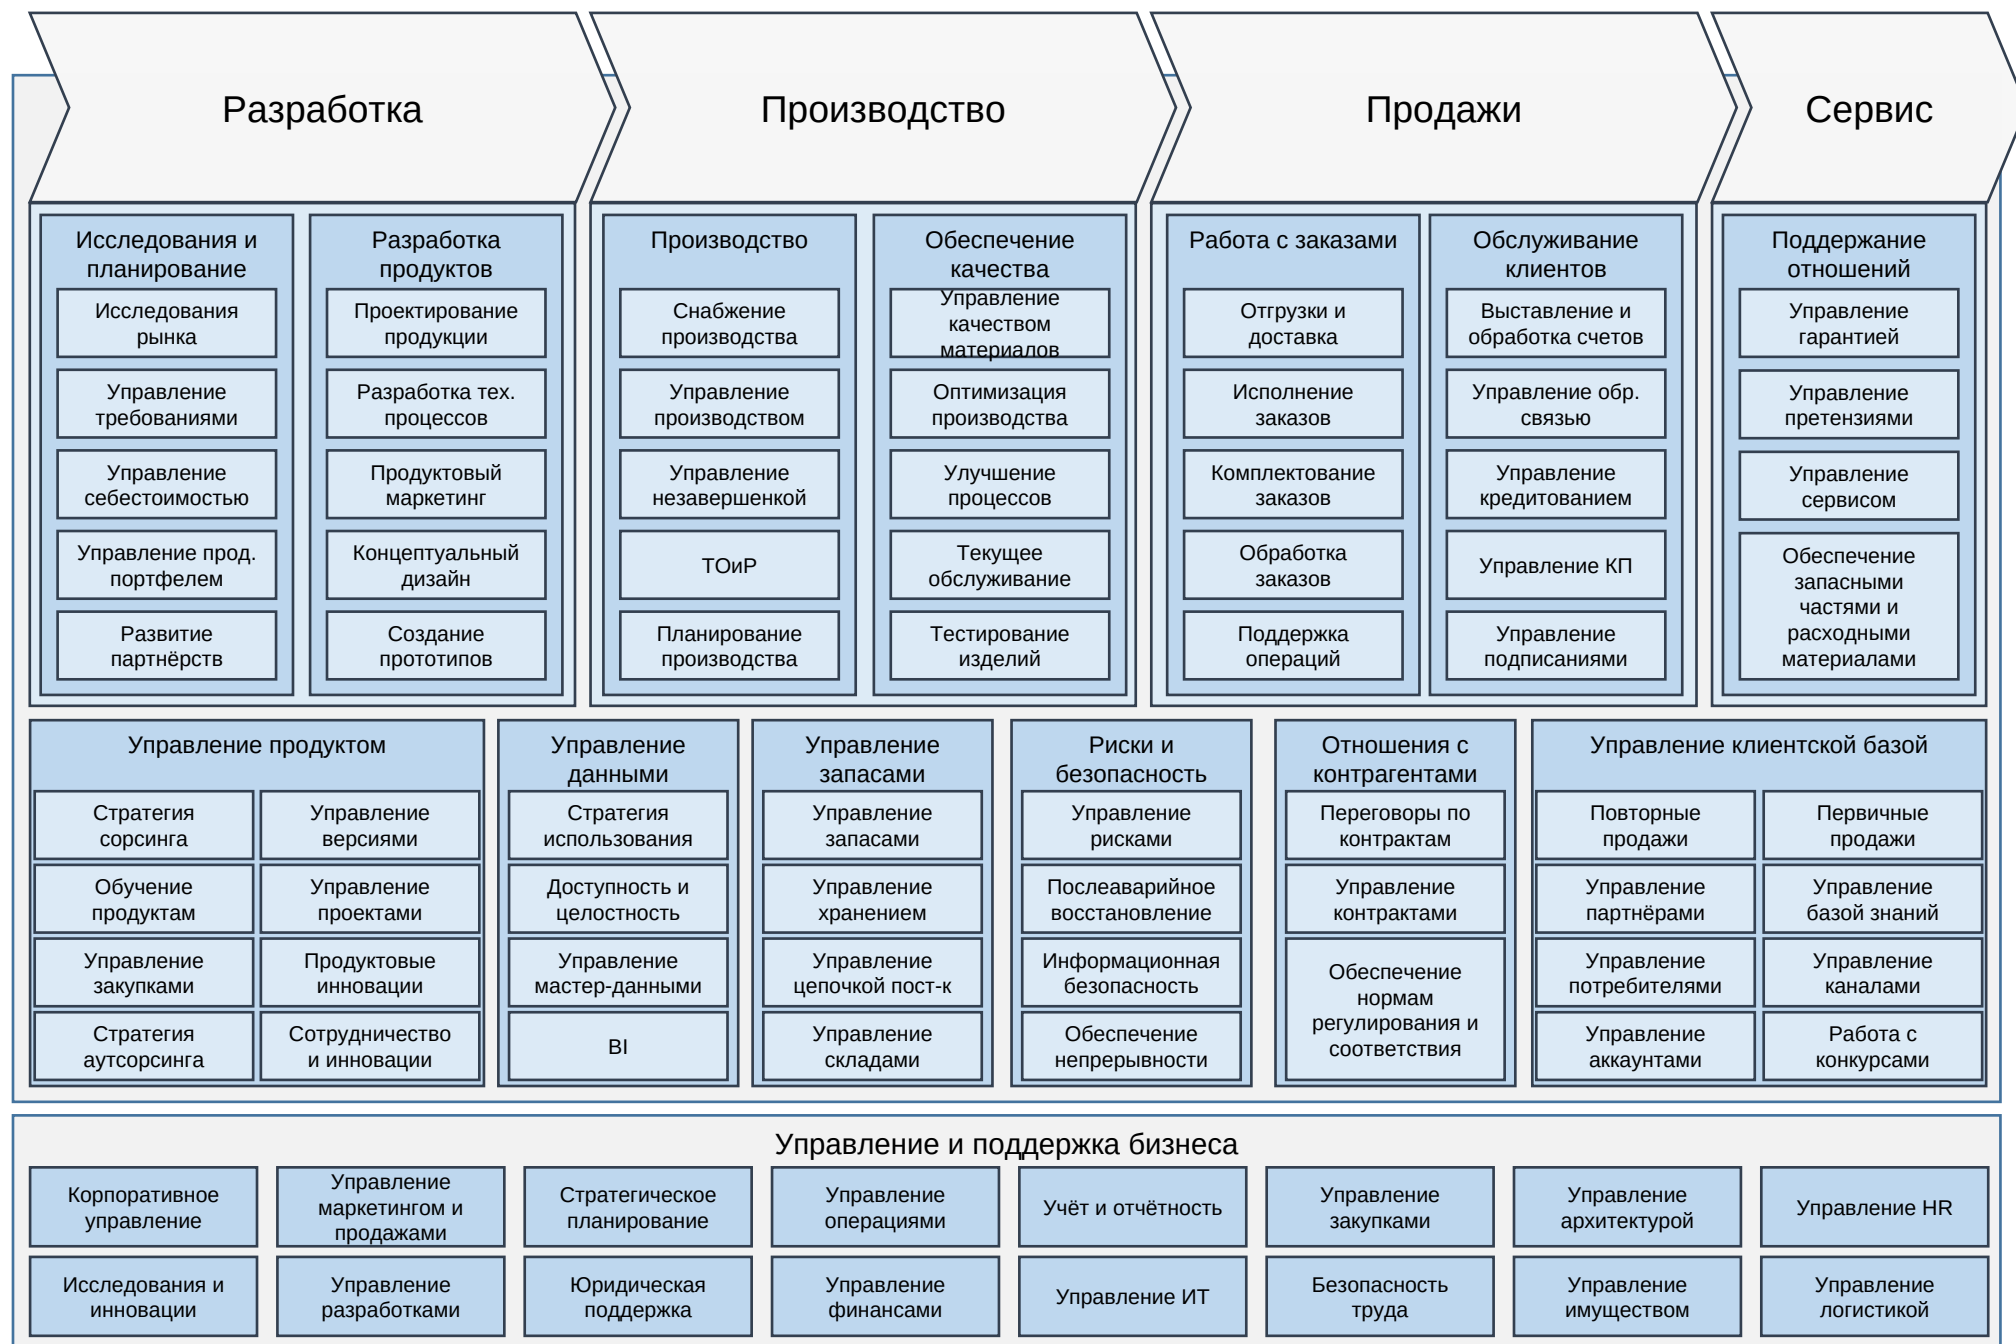 Разработка
Производство
Продажи
Сервис
Исследования и
планирование
Исследования
рынка
Управление
требованиями
Управление
себестоимостью
Управление прод.
портфелем
Развитие
партнёрств
Разработка
продуктов
Проектирование
продукции
Разработка тех.
процессов
Продуктовый
маркетинг
Концептуальный
дизайн
Создание
прототипов
Производство
Снабжение
производства
Управление
производством
Управление
незавершенкой
ТОиР
Планирование
производства
Обеспечение
качества
Управление
качеством
материалов
Оптимизация
производства
Улучшение
процессов
Текущее
обслуживание
Тестирование
изделий
Работа с заказами
Отгрузки и
доставка
Исполнение
заказов
Комплектование
заказов
Обработка
заказов
Поддержка
операций
Обслуживание
клиентов
Выставление и
обработка счетов
Управление обр.
связью
Управление
кредитованием
Управление КП
Управление
подписаниями
Поддержание
отношений
Управление
гарантией
Управление
претензиями
Управление
сервисом
Обеспечение
запасными
частями и
расходными
материалами
Управление продуктом
Стратегия
сорсинга
Управление
версиями
Обучение
продуктам
Управление
проектами
Управление
закупками
Продуктовые
инновации
Стратегия
аутсорсинга
Сотрудничество
и инновации
Управление
данными
Стратегия
использования
Доступность и
целостность
Управление
мастер-данными
BI
Управление
запасами
Управление
запасами
Управление
хранением
Управление
цепочкой пост-к
Управление
складами
Риски и
безопасность
Управление
рисками
Послеаварийное
восстановление
Информационная
безопасность
Обеспечение
непрерывности
Отношения с
контрагентами
Переговоры по
контрактам
Управление
контрактами
Обеспечение
нормам
регулирования и
соответствия
Управление клиентской базой
Повторные
продажи
Первичные
продажи
Управление
партнёрами
Управление
базой знаний
Управление
потребителями
Управление
каналами
Управление
аккаунтами
Работа с
конкурсами
Управление и поддержка бизнеса
Корпоративное
управление
Управление
маркетингом и
продажами
Стратегическое
планирование
Управление
операциями
Учёт и отчётность
Управление
закупками
Управление
архитектурой
Управление HR
Исследования и
инновации
Управление
разработками
Юридическая
поддержка
Управление
финансами
Управление ИТ
Безопасность
труда
Управление
имуществом
Управление
логистикой